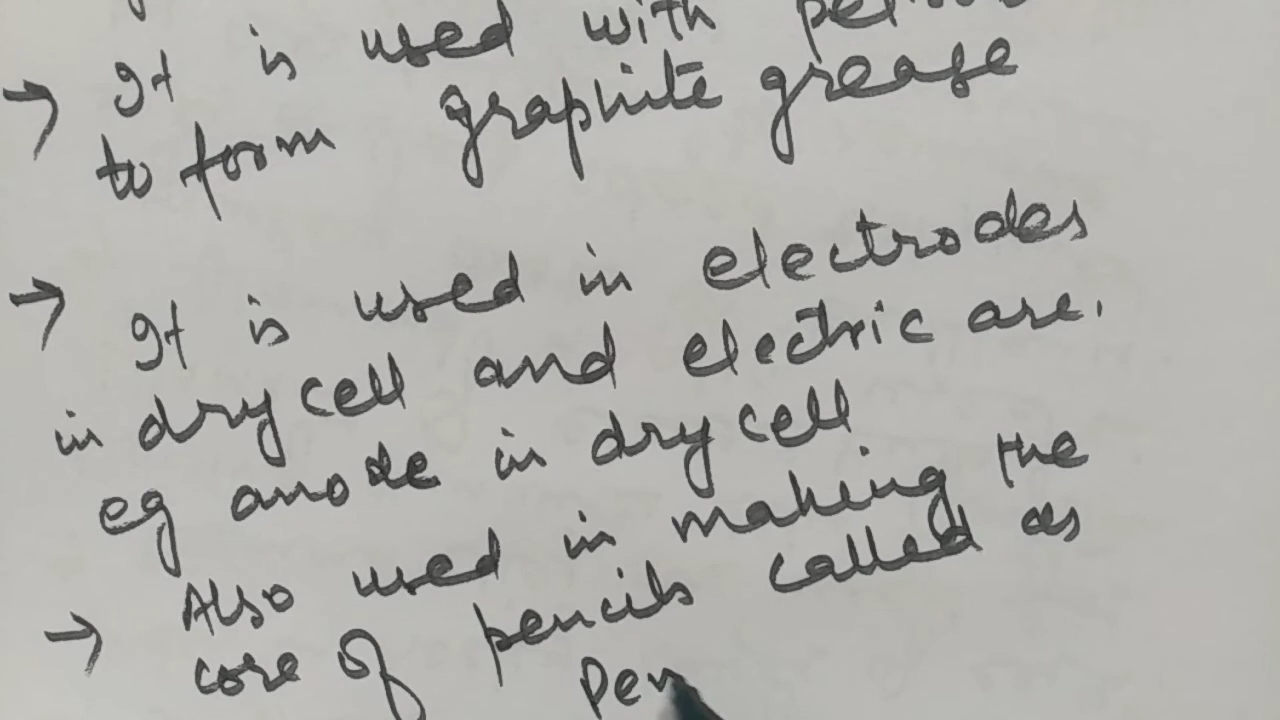 → It is used with
to form graphite grease
→ It is used in electrodes
in dry cell and electric arc.
eg anode in dry cell
→ Also used in making the
core of pencils called as
Pen